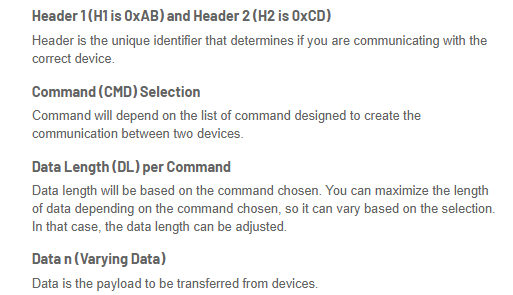 Header 1 (H1 is 0xAB) and Header 2 (H2 is 0xCD)
Header is the unique identifier that determines if you are communicating with the
correct device.
Command (CMD) Selection
Command will depend on the list of command designed to create the
communication between two devices.
Data Length (DL) per Command
Data length will be based on the command chosen. You can maximize the length
of data depending on the command chosen, so it can vary based on the selection.
In that case, the data length can be adjusted.
Data n (Varying Data)
Data is the payload to be transferred from devices.